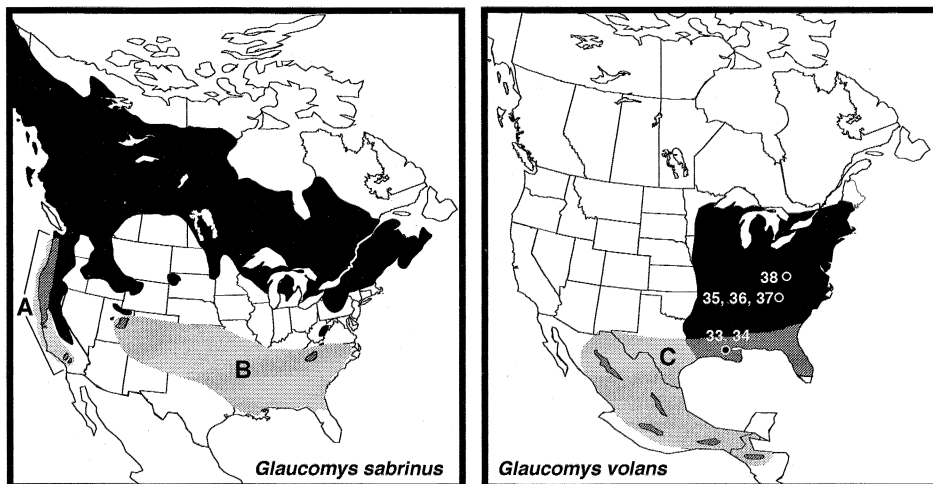 A
B
Glaucomys sabrinus
38
35, 36, 37
33, 34
C
Glaucomys volans